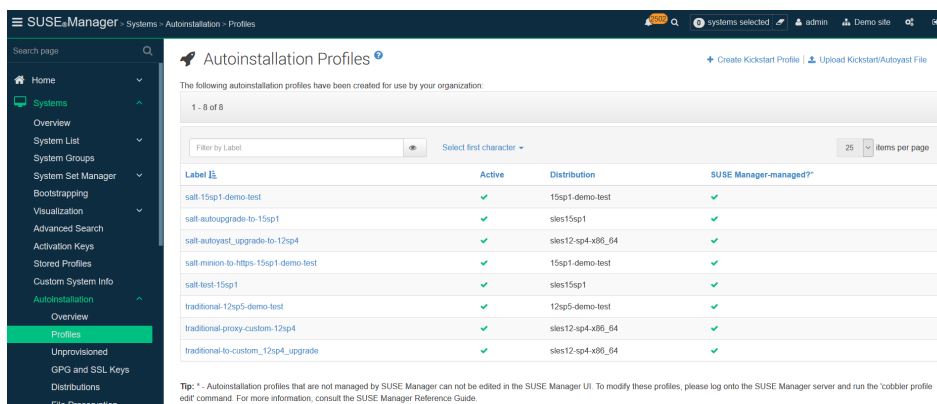 SUSE®Manager > Systems > Autoinstallation > Profiles
2502
0 systems selected
admin
Demo site
Search page
Home
Systems
Overview
System List
System Groups
System Set Manager
Bootstrapping
Visualization
Advanced Search
Activation Keys
Stored Profiles
Custom System Info
Autoinstallation
Overview
Profiles
Unprovisioned
GPG and SSL Keys
Distributions
File Preservation
Autoinstallation Profiles ?
+ Create Kickstart Profile | Upload Kickstart/Autoyast File
The following autoinstallation profiles have been created for use by your organization:
1 - 8 of 8
Filter by Label:
Select first character
25 items per page
Label Active Distribution SUSE Manager-managed?*
salt-15sp1-demo-test 15sp1-demo-test
salt-autoupgrade-to-15sp1 sles15sp1
salt-autoyast_upgrade-to-12sp4 sles12-sp4-x86_64
salt-minion-to-https-15sp1-demo-test 15sp1-demo-test
salt-test-15sp1 sles15sp1
traditional-12sp5-demo-test 12sp5-demo-test
traditional-proxy-custom-12sp4 sles12-sp4-x86_64
traditional-to-custom_12sp4_upgrade sles12-sp4-x86_64
Tip: * - Autoinstallation profiles that are not managed by SUSE Manager can not be edited in the SUSE Manager UI. To modify these profiles, please log onto the SUSE Manager server and run the 'cobbler profile
edit' command. For more information, consult the SUSE Manager Reference Guide.